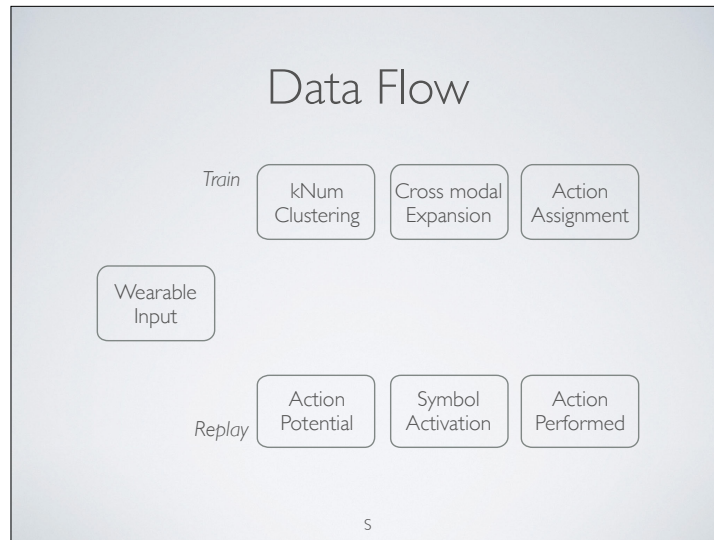 Data Flow
Train
kNum
Clustering
Cross modal
Expansion
Action
Assignment
Wearable
Input
Replay
Action
Potential
Symbol
Activation
Action
Performed
S